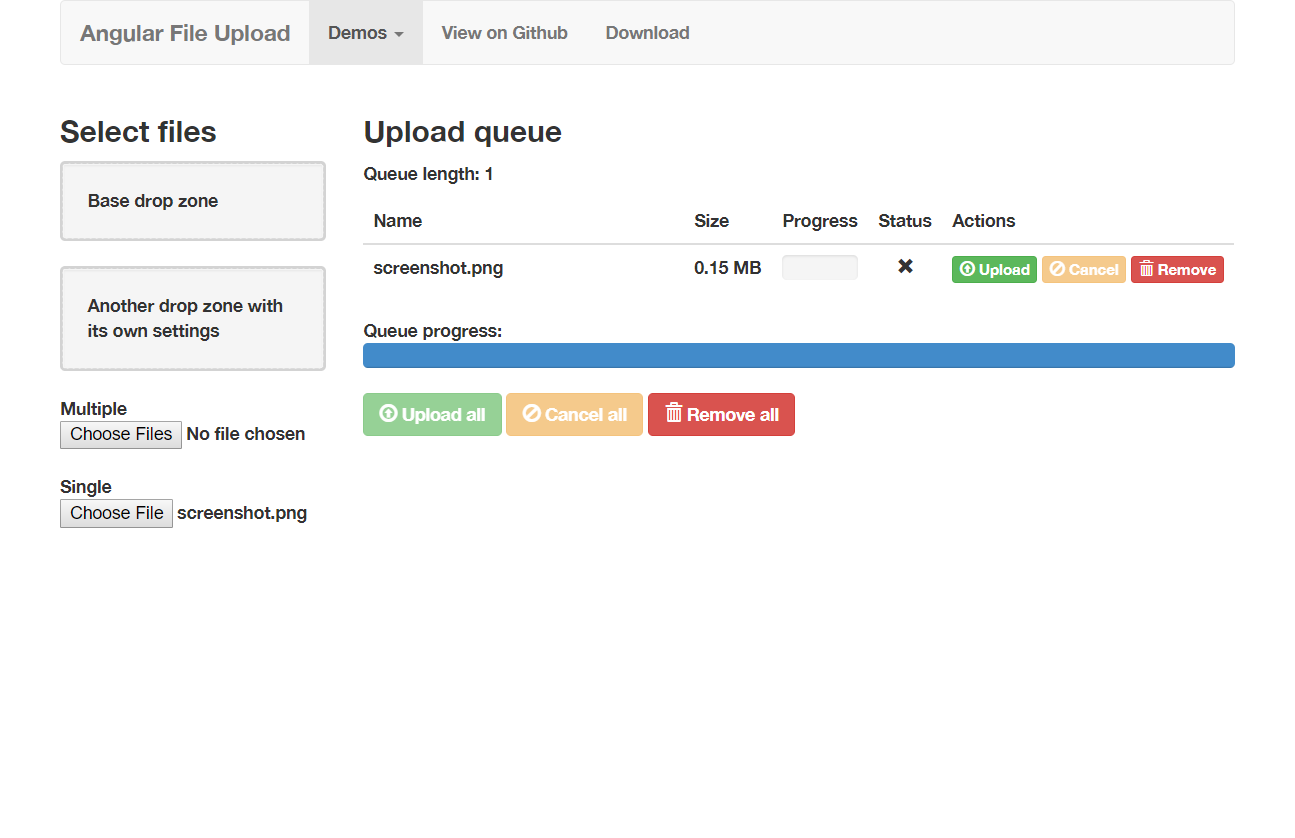 Angular File Upload Demos View on Github Download
Select files
Base drop zone
Another drop zone with
its own settings
Multiple
Choose Files No file chosen
Single
Choose File screenshot.png
Upload queue
Queue length: 1
Name Size Progress Status Actions
screenshot.png 0.15 MB Upload Cancel Remove
Queue progress:
Upload all Cancel all Remove all